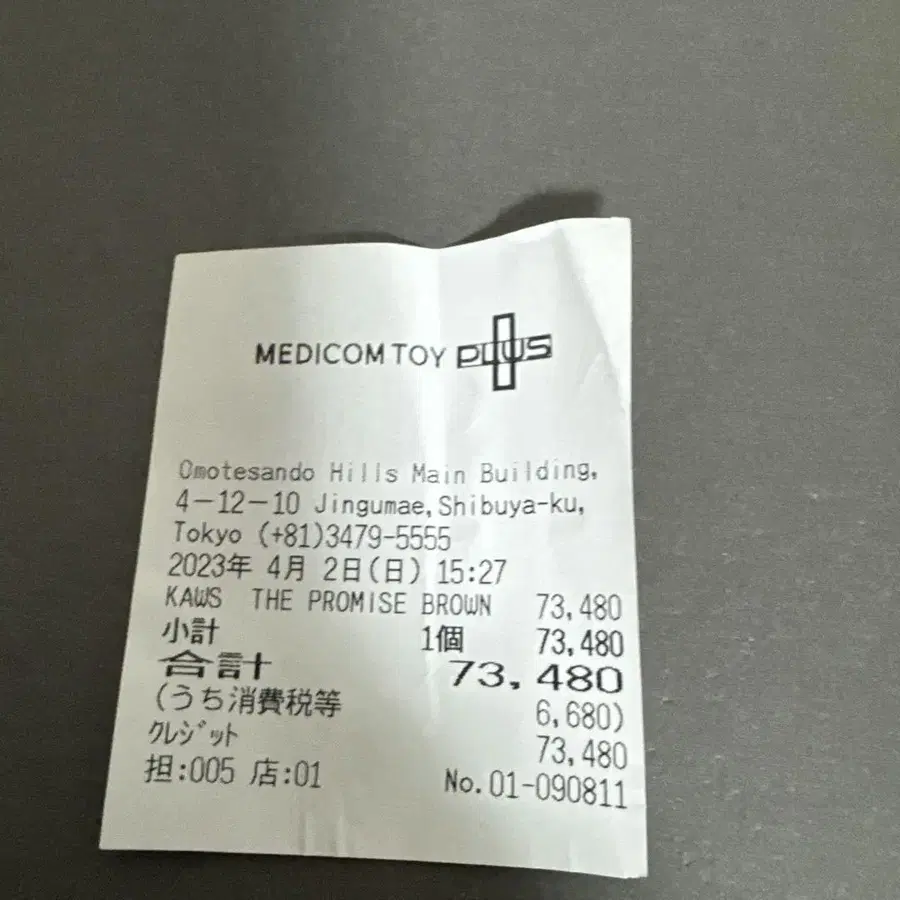 MEDICOM TOY PLUS
Omotesando Hills Main Building,
4-12-10 Jingumae,Shibuya-ku,
Tokyo (+81)3479-5555
2023年 4月 2日(日) 15:27
KAWS THE PROMISE BROWN 73,480
小計 1個 73,480
合計 73,480
(うち消費税等 6,680)
クレジット 73,480
担:005 店:01 No.01-090811